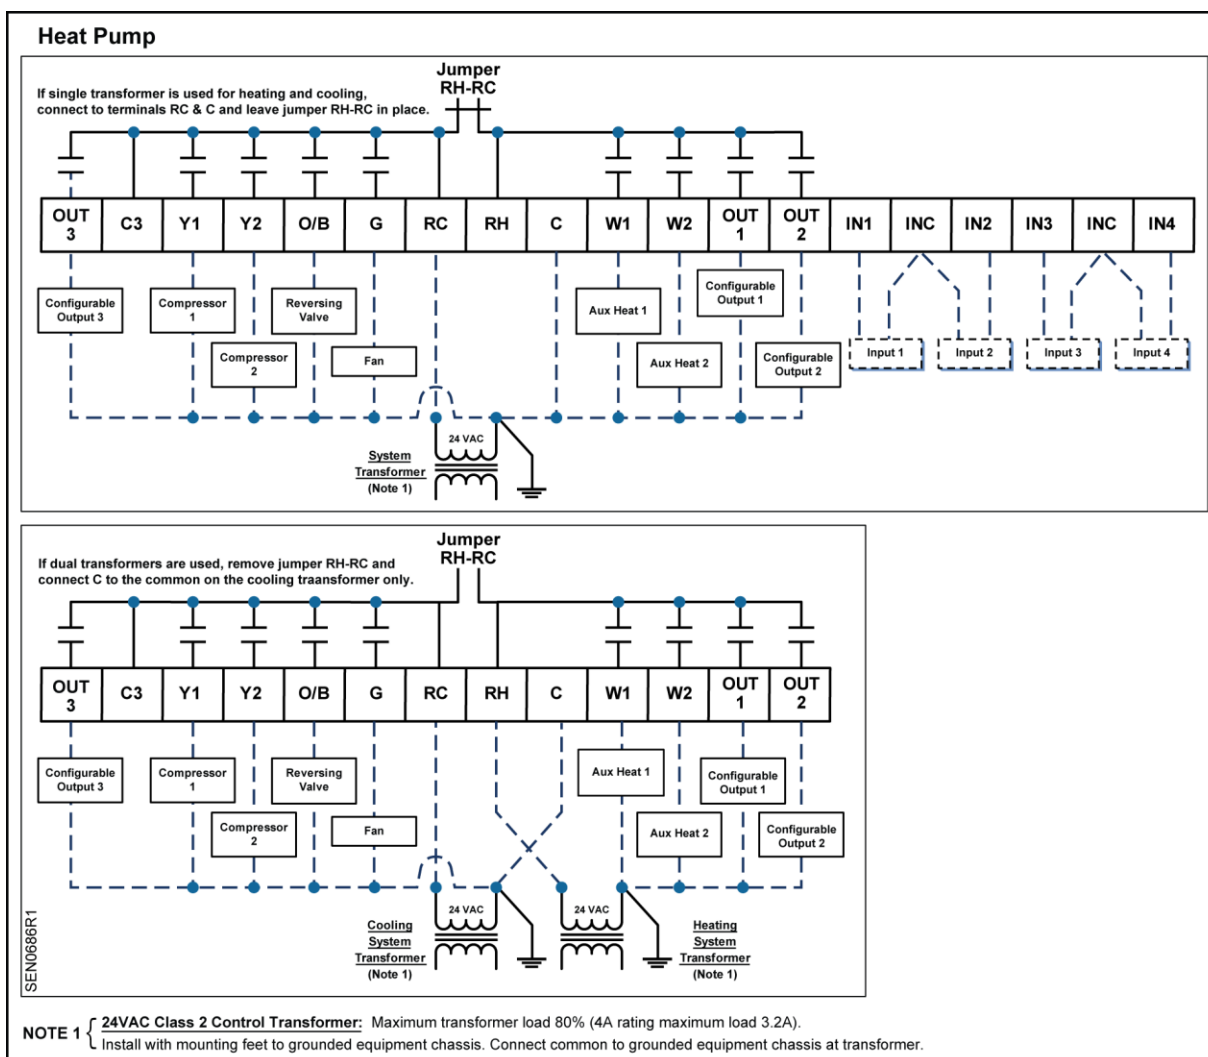 Heat Pump
If single transformer is used for heating and cooling,
connect to terminals RC & C and leave jumper RH-RC in place.
Jumper
RH-RC
OUT 3 C3 Y1 Y2 O/B G RC RH C W1 W2 OUT 1 OUT 2 IN1 INC IN2 IN3 INC IN4
Configurable
Output 3
Compressor
1
Compressor
2
Reversing
Valve
Fan
Aux Heat 1
Aux Heat 2
Configurable
Output 1
Configurable
Output 2
Input 1
Input 2
Input 3
Input 4
24 VAC
System
Transformer
(Note 1)
If dual transformers are used, remove jumper RH-RC and
connect C to the common on the cooling traansformer only.
Jumper
RH-RC
OUT 3 C3 Y1 Y2 O/B G RC RH C W1 W2 OUT 1 OUT 2
Configurable
Output 3
Compressor
1
Compressor
2
Reversing
Valve
Fan
Aux Heat 1
Aux Heat 2
Configurable
Output 1
Configurable
Output 2
24 VAC
24 VAC
Cooling
System
Transformer
(Note 1)
Heating
System
Transformer
(Note 1)
SEN0686R1
NOTE 1 { 24VAC Class 2 Control Transformer: Maximum transformer load 80% (4A rating maximum load 3.2A).
Install with mounting feet to grounded equipment chassis. Connect common to grounded equipment chassis at transformer.